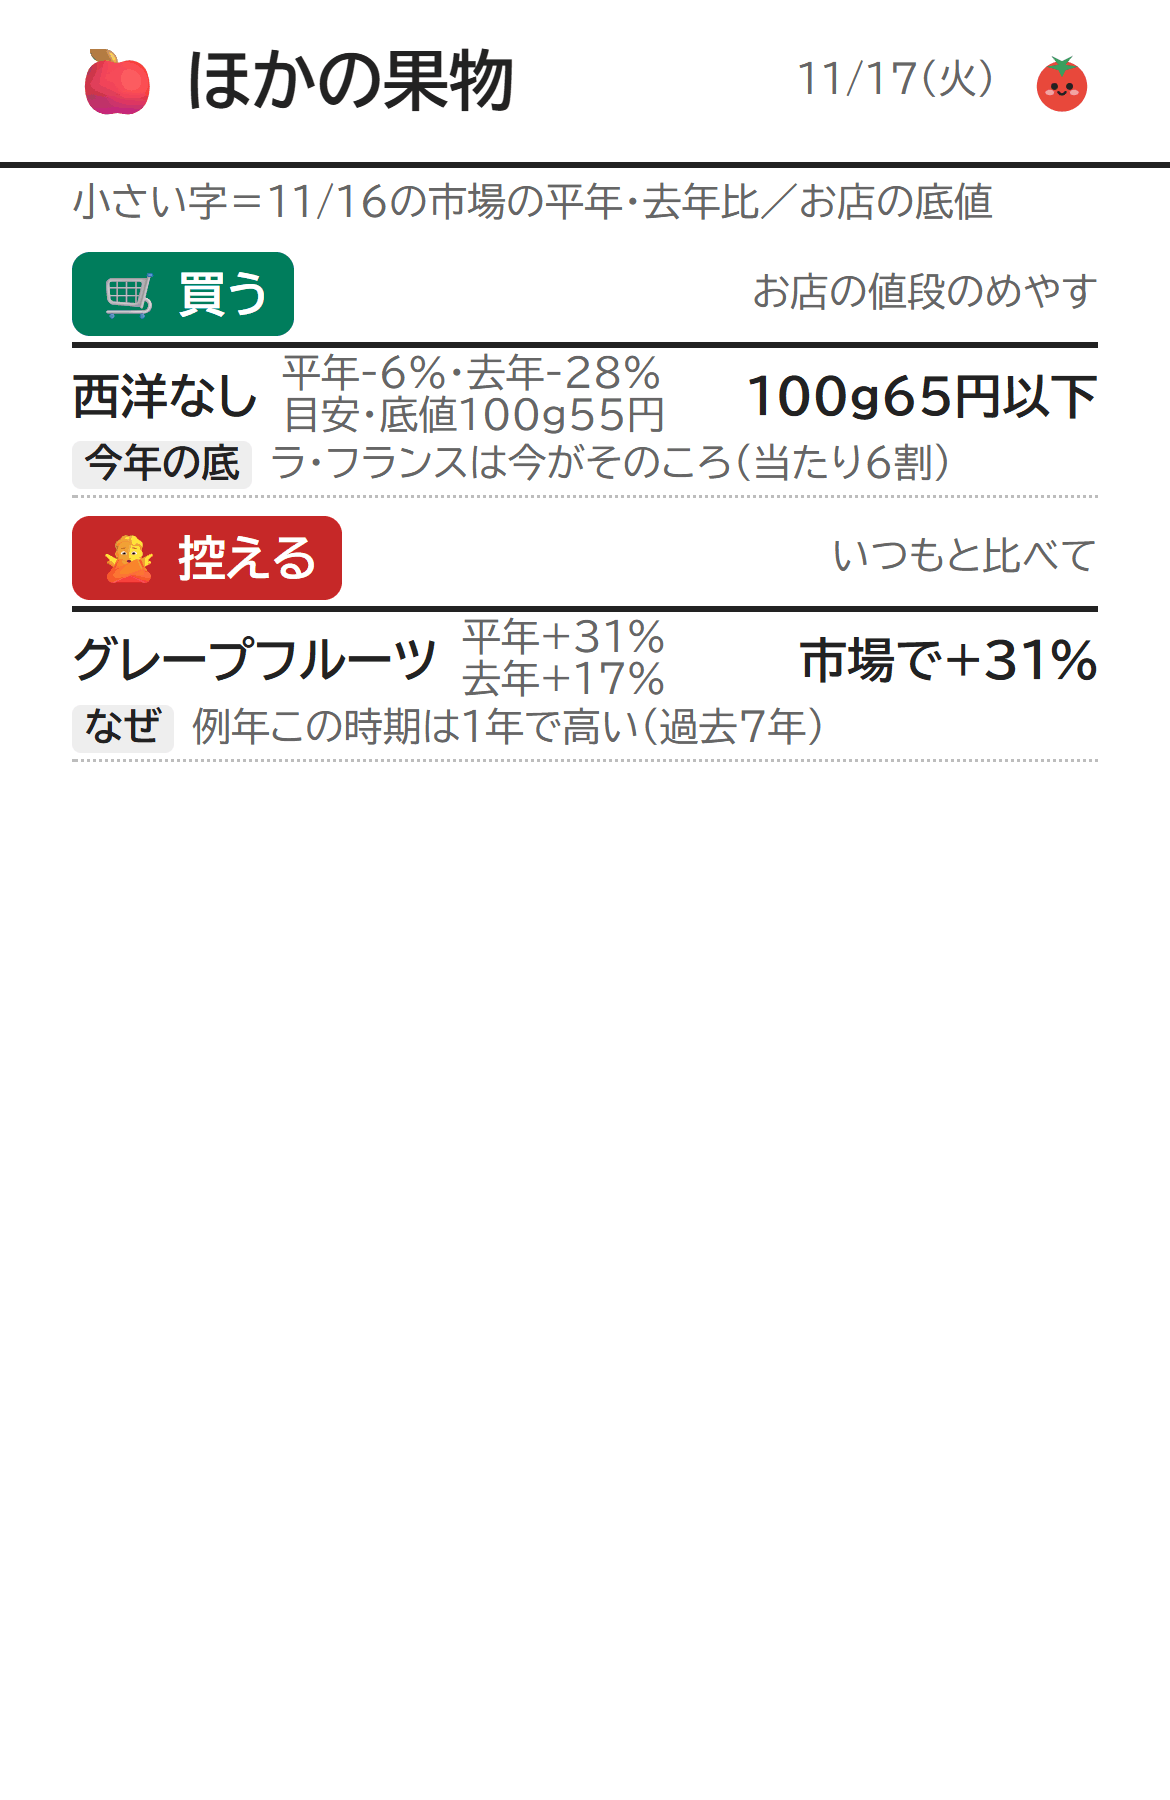 ほかの果物
11/17(火)
小さい字=11/16の市場の平年・去年比/お店の底値
買う
お店の値段のめやす
西洋なし
平年-6%・去年-28%
目安・底値100g55円
100g65円以下
今年の底 ラ・フランスは今がそのころ(当たり6割)
控える
いつもと比べて
グレープフルーツ
平年+31%
去年+17%
市場で+31%
なぜ 例年この時期は1年で高い(過去7年)